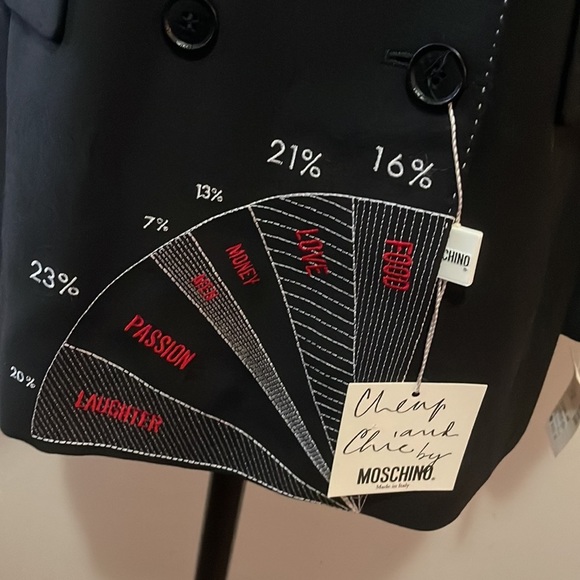 21%
16%
13%
7%
23%
20%
FOOD
LOVE
MONEY
PASSION
LAUGHTER
CHINO
Cheap
and
Chic by
MOSCHINO
Made in Italy